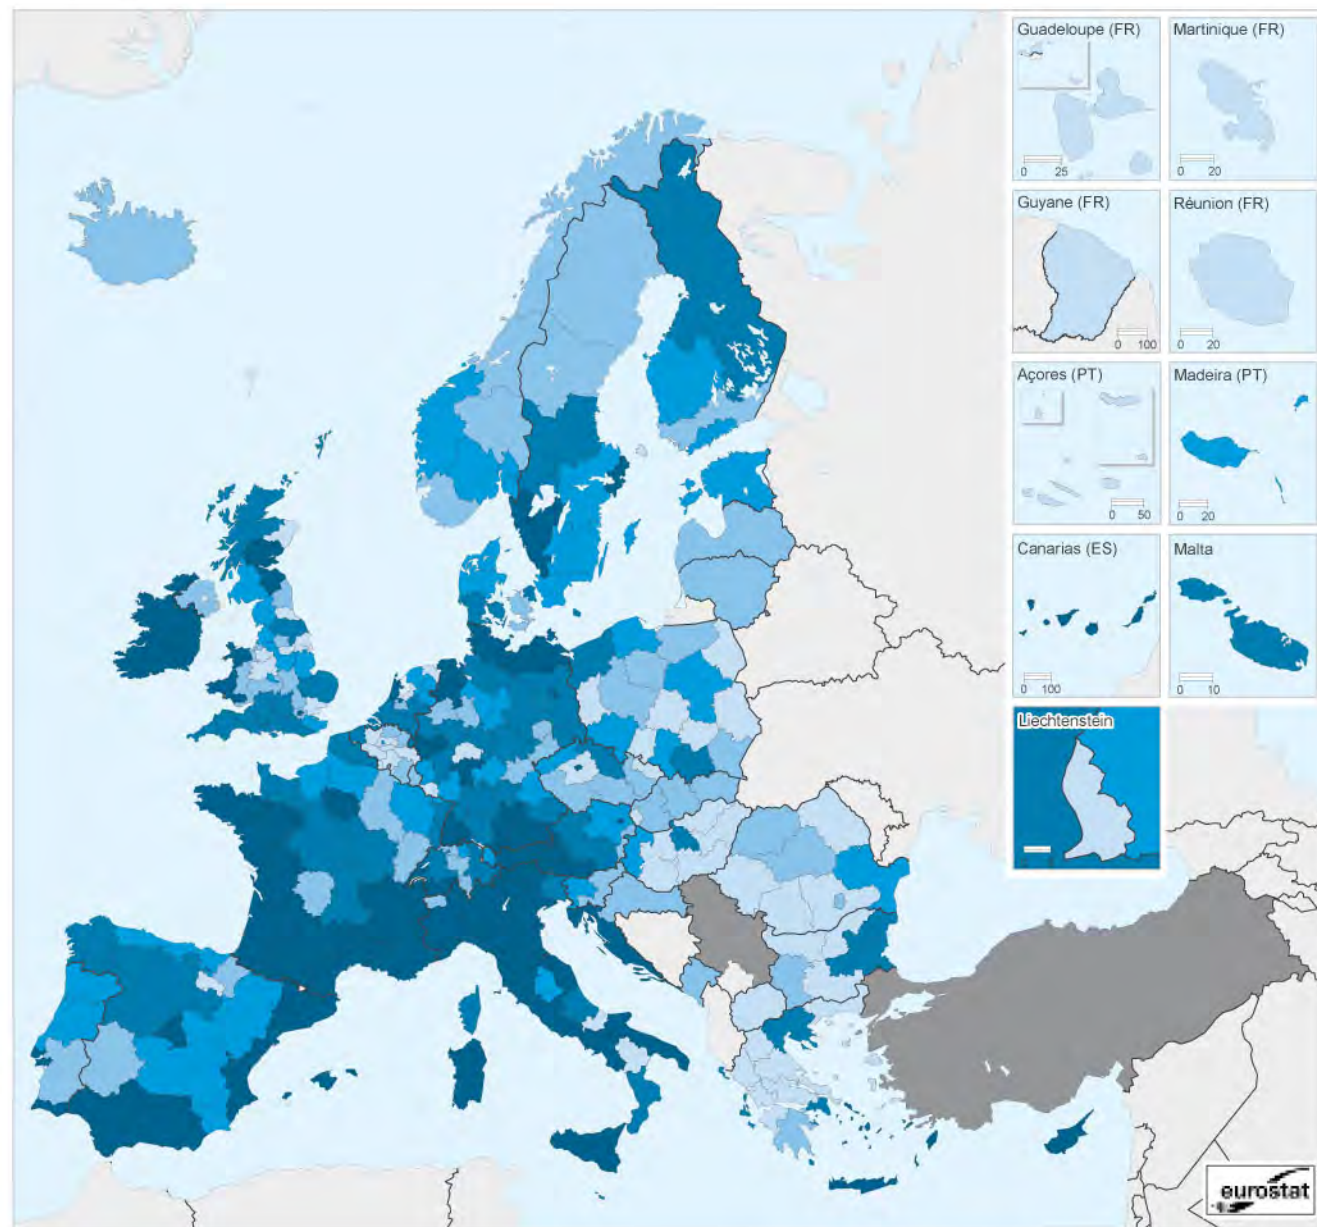 Guadeloupe (FR)
0 25
Martinique (FR)
0 20
Guyane (FR)
0 100
Réunion (FR)
0 20
Açores (PT)
0 50
Madeira (PT)
0 20
Canarias (ES)
0 100
Malta
0 10
Liechtenstein
eurostat